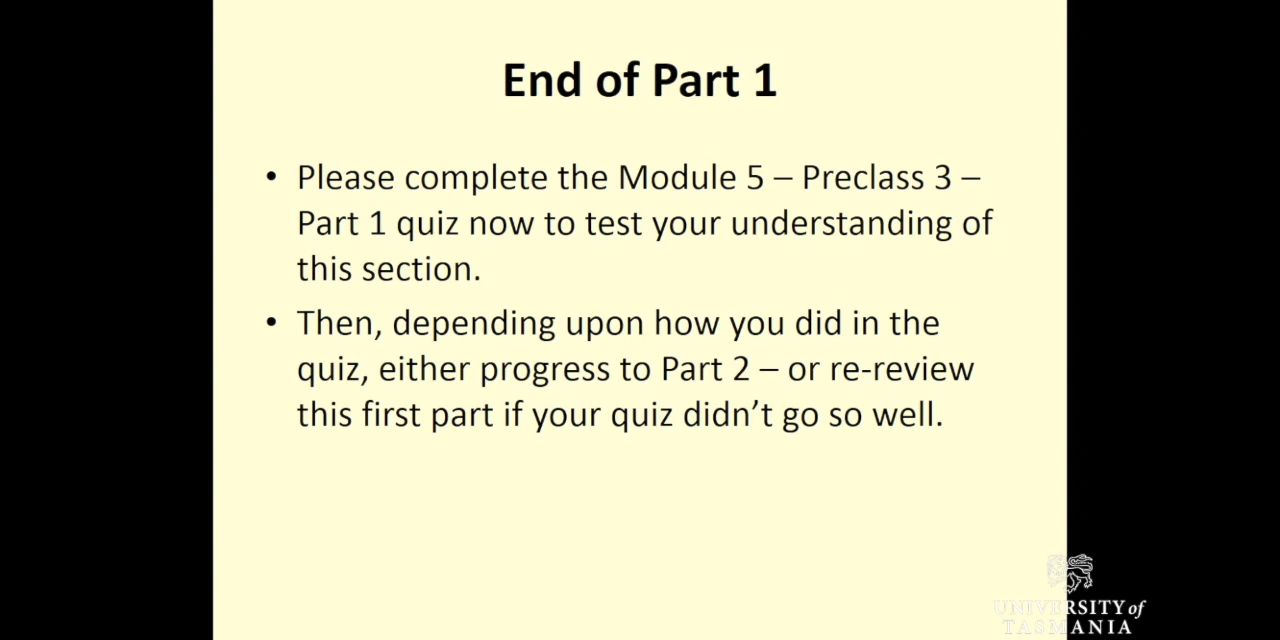 End of Part 1
• Please complete the Module 5 – Preclass 3 –
Part 1 quiz now to test your understanding of
this section.
• Then, depending upon how you did in the
quiz, either progress to Part 2 – or re-review
this first part if your quiz didn’t go so well.
UNIVERSITY of
TASMANIA